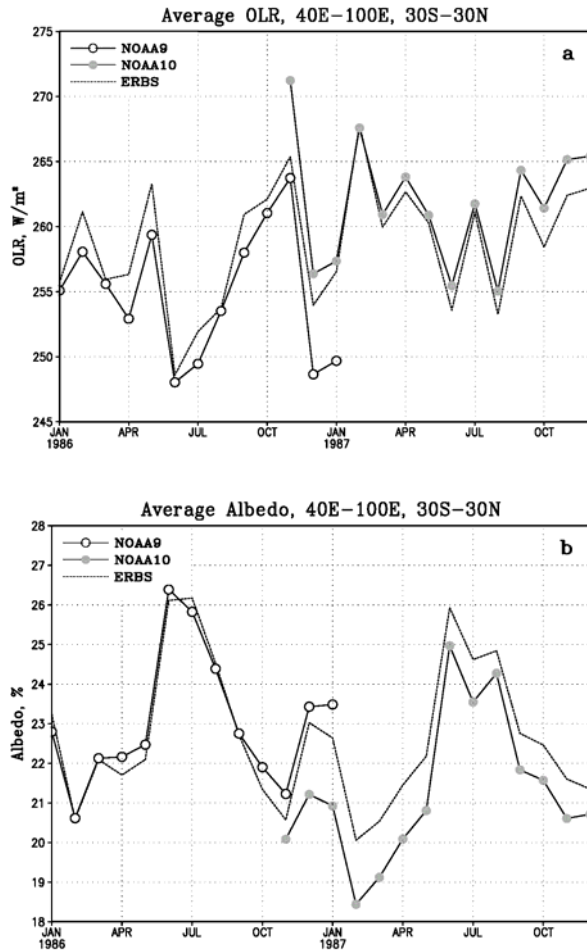 Average OLR, 40E-100E, 30S-30N
275
270
265
260
255
250
245
OLR, W/m²
NOAA9
NOAA10
ERBS
a
JAN
1986
APR
JUL
OCT
JAN
1987
APR
JUL
OCT
Average Albedo, 40E-100E, 30S-30N
28
27
26
25
24
23
22
21
20
19
18
Albedo, %
NOAA9
NOAA10
ERBS
b
JAN
1986
APR
JUL
OCT
JAN
1987
APR
JUL
OCT